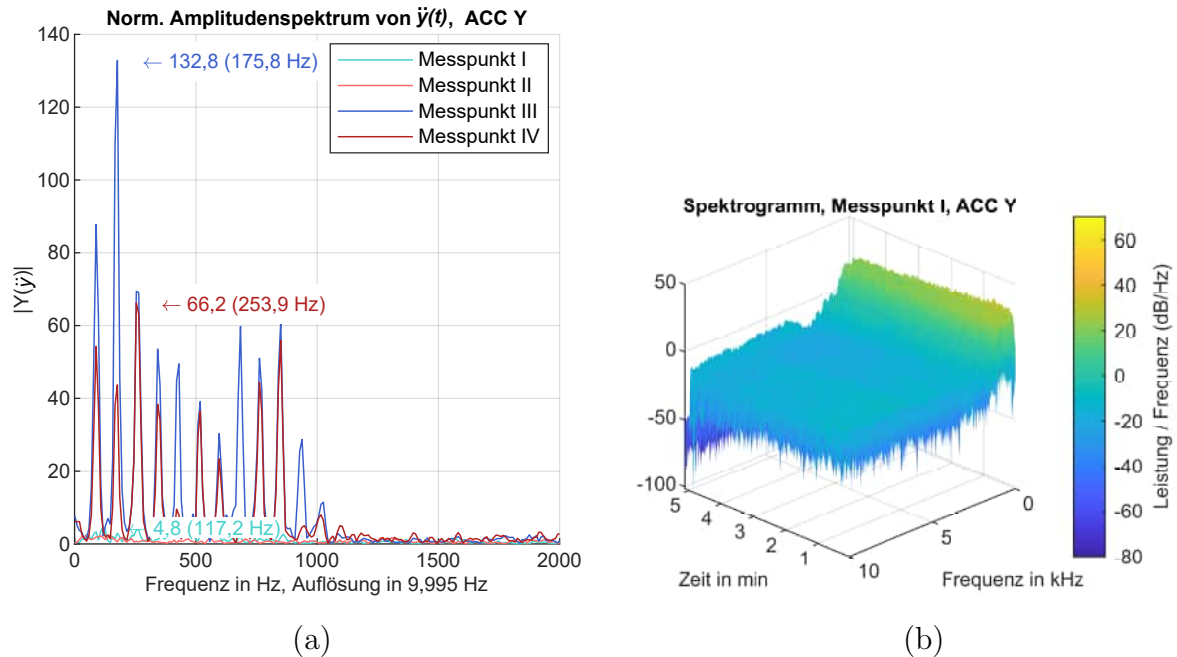 Norm. Amplitudenspektrum von ÿ(t), ACC Y
140
120
100
80
60
40
20
0
|Y(ÿ)|
← 132,8 (175,8 Hz)
← 66,2 (253,9 Hz)
← 4,8 (117,2 Hz)
Messpunkt I
Messpunkt II
Messpunkt III
Messpunkt IV
0
500
1000
1500
2000
Frequenz in Hz, Auflösung in 9,995 Hz
(a)
Spektrogramm, Messpunkt I, ACC Y
50
0
-50
-100
5
4
3
2
1
Zeit in min
10
5
0
Frequenz in kHz
60
40
20
0
-20
-40
-60
-80
Leistung / Frequenz (dB/Hz)
(b)